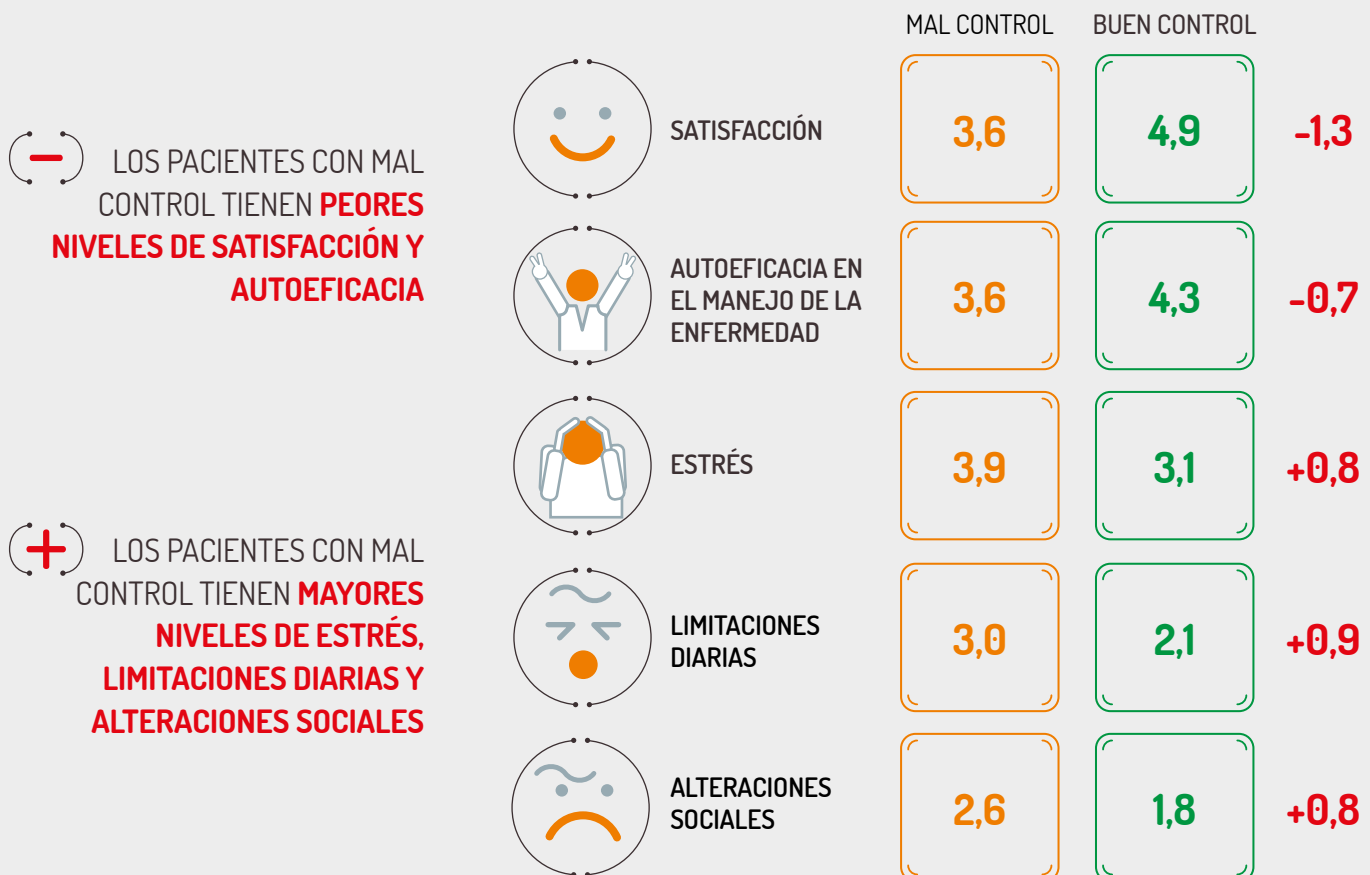 MAL CONTROL
BUEN CONTROL
LOS PACIENTES CON MAL
CONTROL TIENEN PEORES
NIVELES DE SATISFACCIÓN Y
AUTOEFICACIA
SATISFACCIÓN
3,6
4,9
-1,3
AUTOEFICACIA EN
EL MANEJO DE LA
ENFERMEDAD
3,6
4,3
-0,7
ESTRÉS
3,9
3,1
+0,8
LOS PACIENTES CON MAL
CONTROL TIENEN MAYORES
NIVELES DE ESTRÉS,
LIMITACIONES DIARIAS Y
ALTERACIONES SOCIALES
LIMITACIONES
DIARIAS
3,0
2,1
+0,9
ALTERACIONES
SOCIALES
2,6
1,8
+0,8